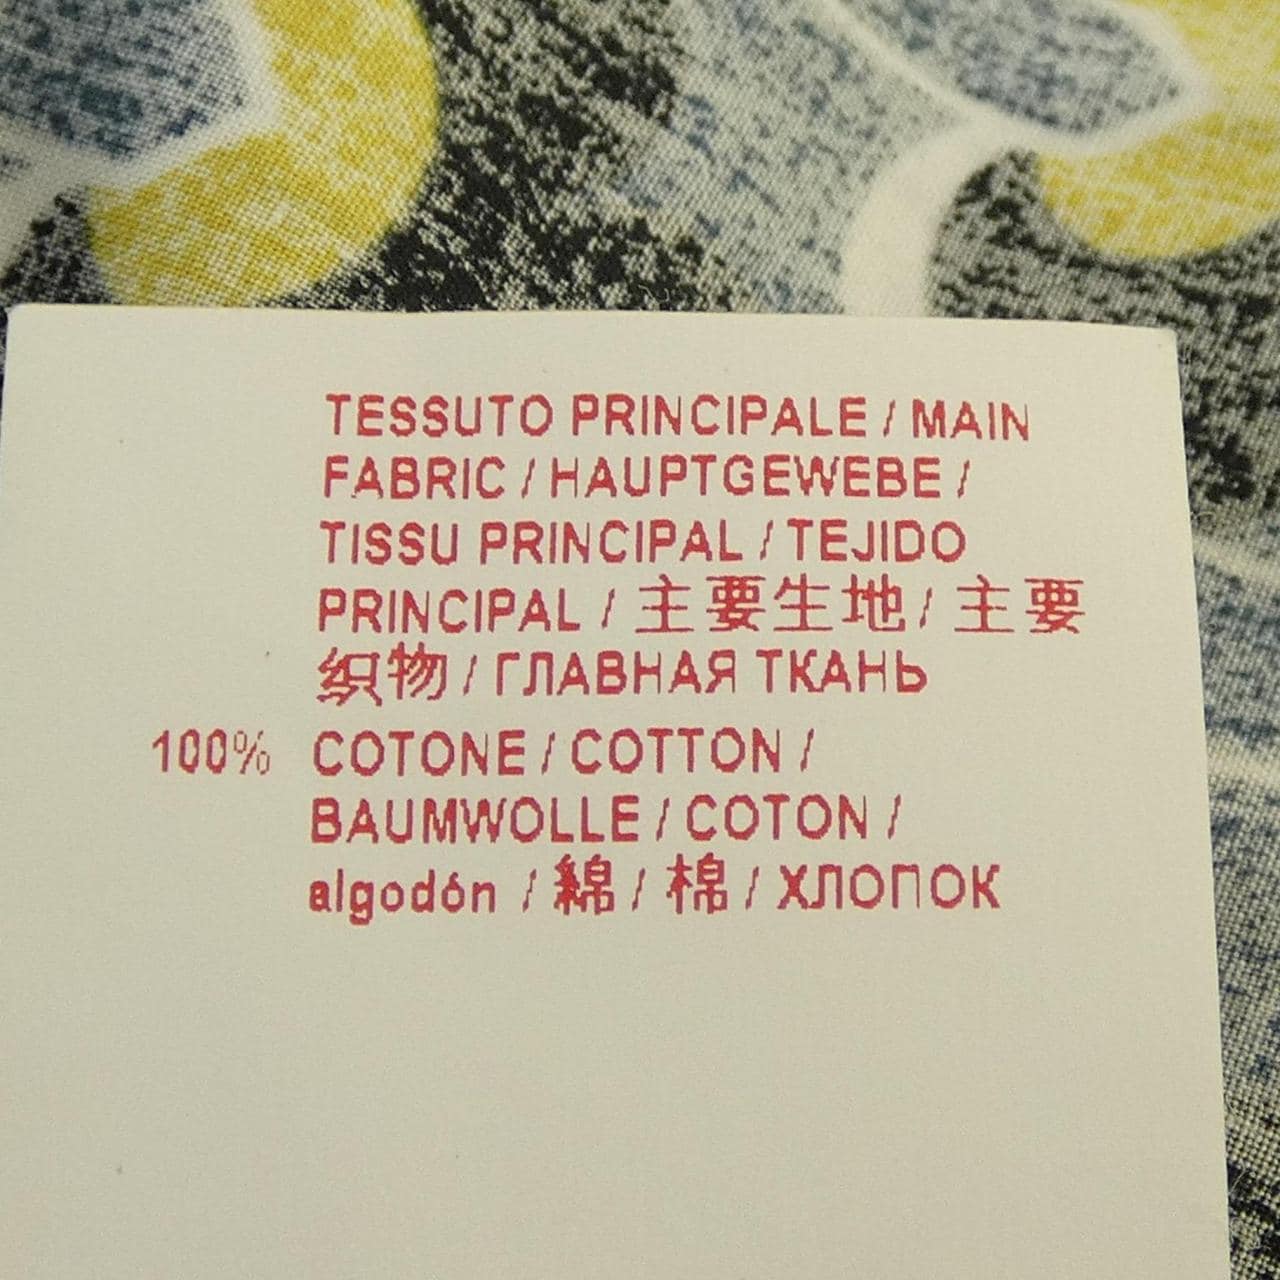 TESSUTO PRINCIPALE / MAIN
FABRIC / HAUPTGEWEBE /
TISSU PRINCIPAL / TEJIDO
PRINCIPAL / 主要生地 / 主要
织物 / ГЛАВНАЯ ТКАНЬ
100% COTONE / COTTON /
BAUMWOLLE / COTON /
algodón / 綿 / 棉 / ХЛОПОК